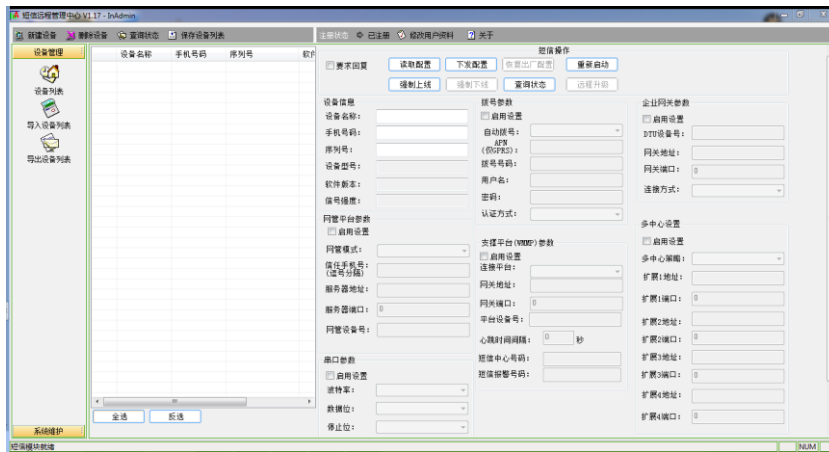 短信远程管理中心 V1.17 - InAdmin
新建设备 删除设备 查询状态 保存设备列表 注册状态 已注册 修改用户资料 关于
设备管理
设备列表
导入设备列表
导出设备列表
系统维护
设备名称 手机号码 序列号 软件
全选 反选
短信操作
要求回复 读取配置 下发配置 恢复出厂配置 重新启动
强制上线 强制下线 查询状态 远程升级
设备信息
设备名称:
手机号码:
序列号:
设备型号:
软件版本:
信号强度:
网管平台参数
启用设置
网管模式:
信任手机号:
(逗号分隔)
服务器地址:
服务器端口: 0
网管设备号:
串口参数
启用设置
波特率:
数据位:
停止位:
拨号参数
启用设置
自动拨号:
APN
(仅GPRS):
拨号号码:
用户名:
密码:
认证方式:
支撑平台(WMMP)参数
启用设置
连接平台:
网关地址:
网关端口: 0
平台设备号:
心跳时间间隔: 0 秒
短信中心号码:
短信报警号码:
企业网关参数
启用设置
DTU设备号:
网关地址:
网关端口: 0
连接方式:
多中心设置
启用设置
多中心策略:
扩展1地址:
扩展1端口: 0
扩展2地址:
扩展2端口: 0
扩展3地址:
扩展3端口: 0
扩展4地址:
扩展4端口: 0
短信模块就绪 NUM